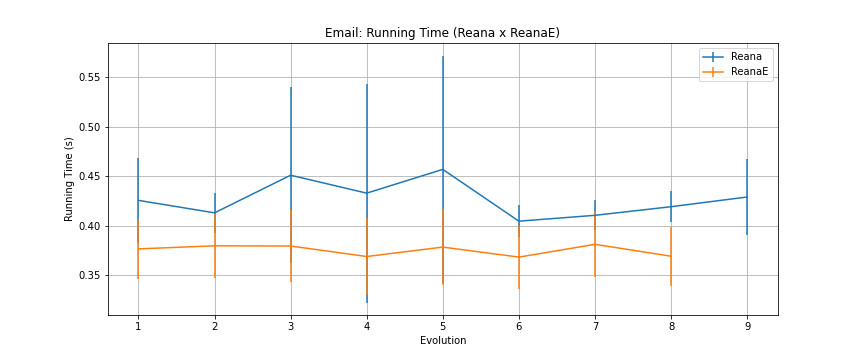 Email: Running Time (Reana x ReanaE)
Reana
ReanaE
Running Time (s)
0.55
0.50
0.45
0.40
0.35
1 2 3 4 5 6 7 8 9
Evolution